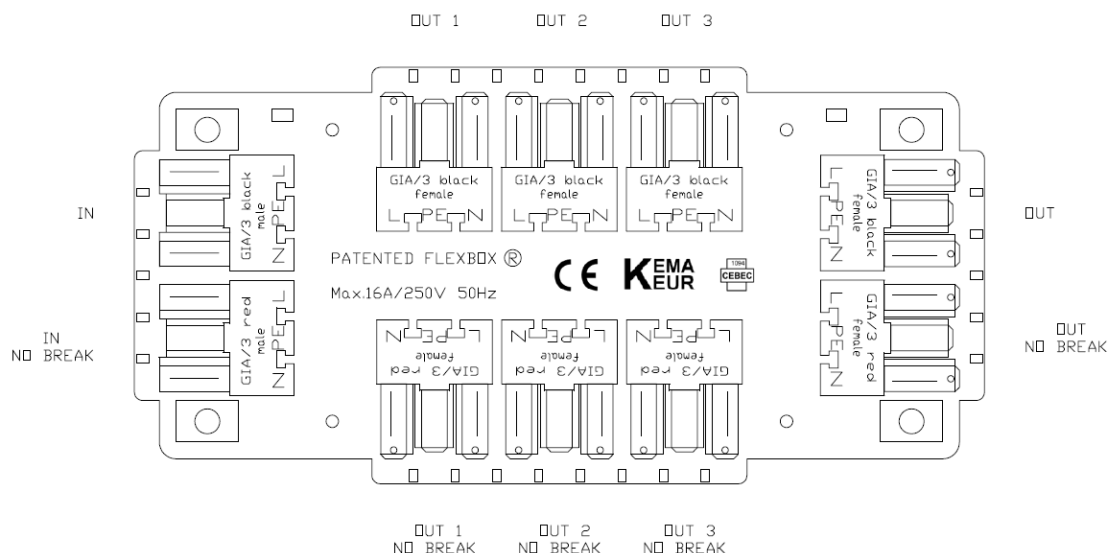 OUT 1 OUT 2 OUT 3
GIA/3 black
female
L PE N
GIA/3 black
female
L PE N
GIA/3 black
female
L PE N
IN
GIA/3 black
male
L PE N
GIA/3 black
female
L PE N
OUT
PATENTED FLEXBOX ®
Max.16A/250V 50Hz
CE
KEMA
KEUR
1094
CEBEC
IN
NO BREAK
GIA/3 red
male
L PE N
GIA/3 red
female
L PE N
OUT
NO BREAK
L PE N
GIA/3 red
female
L PE N
GIA/3 red
female
L PE N
GIA/3 red
female
OUT 1 OUT 2 OUT 3
NO BREAK NO BREAK NO BREAK